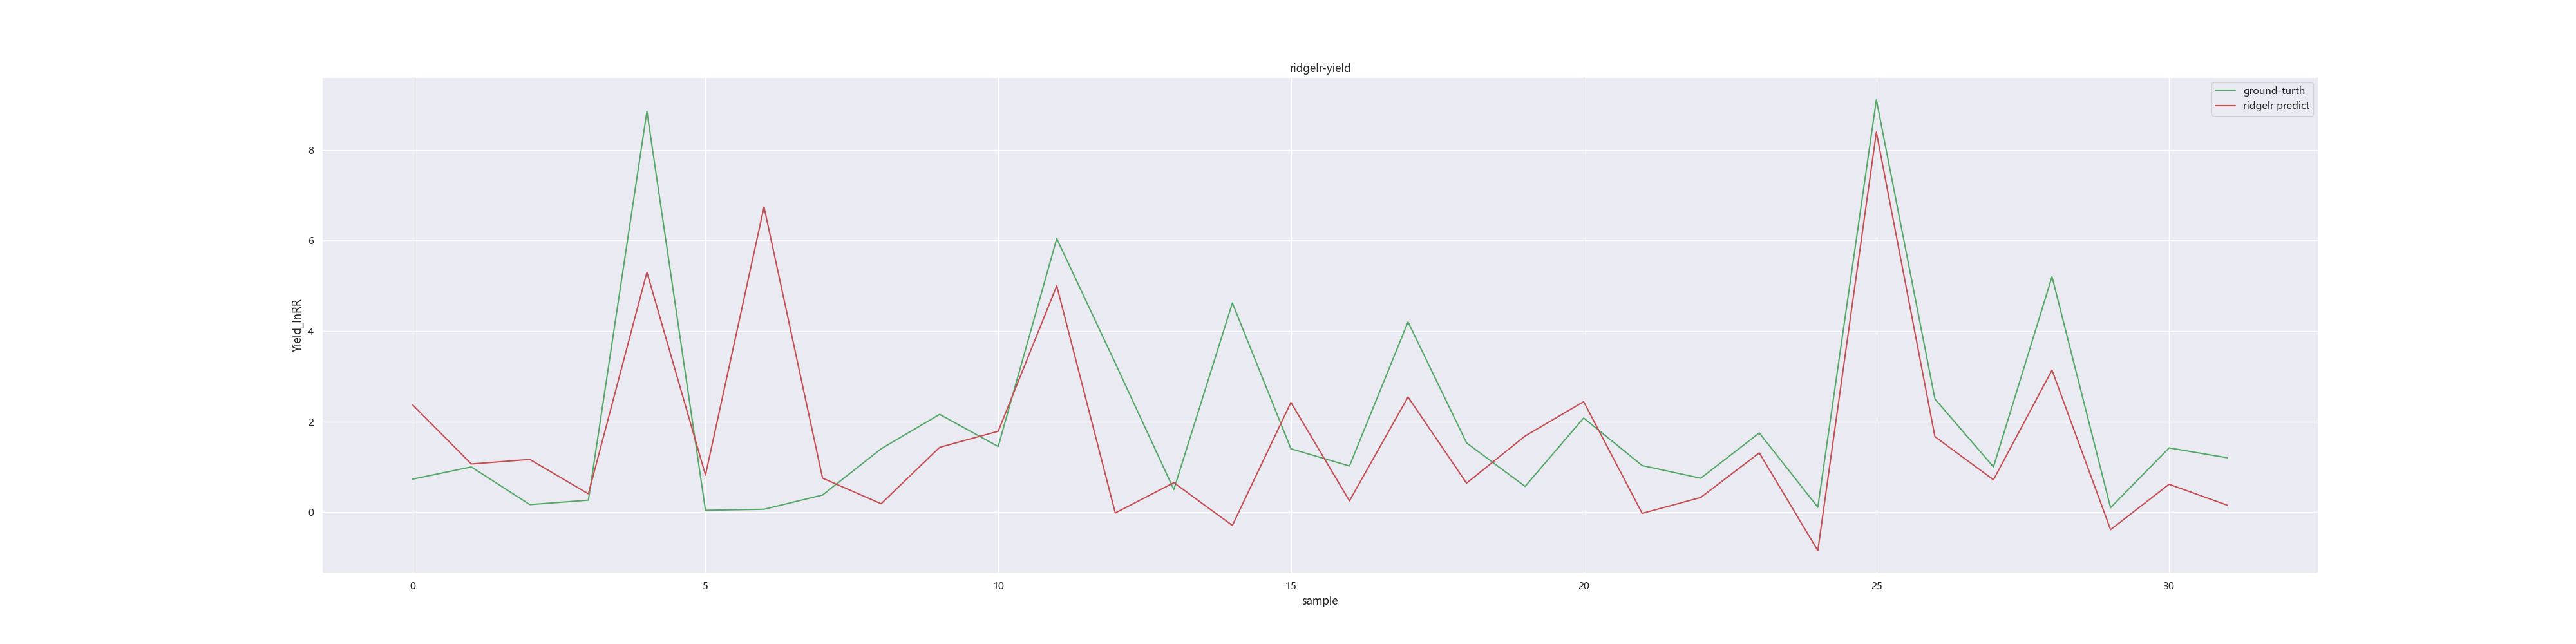 ridgelr-yield
ground-turth
ridgelr predict
8
6
4
2
0
Yield_lnRR
0 5 10 15 20 25 30
sample